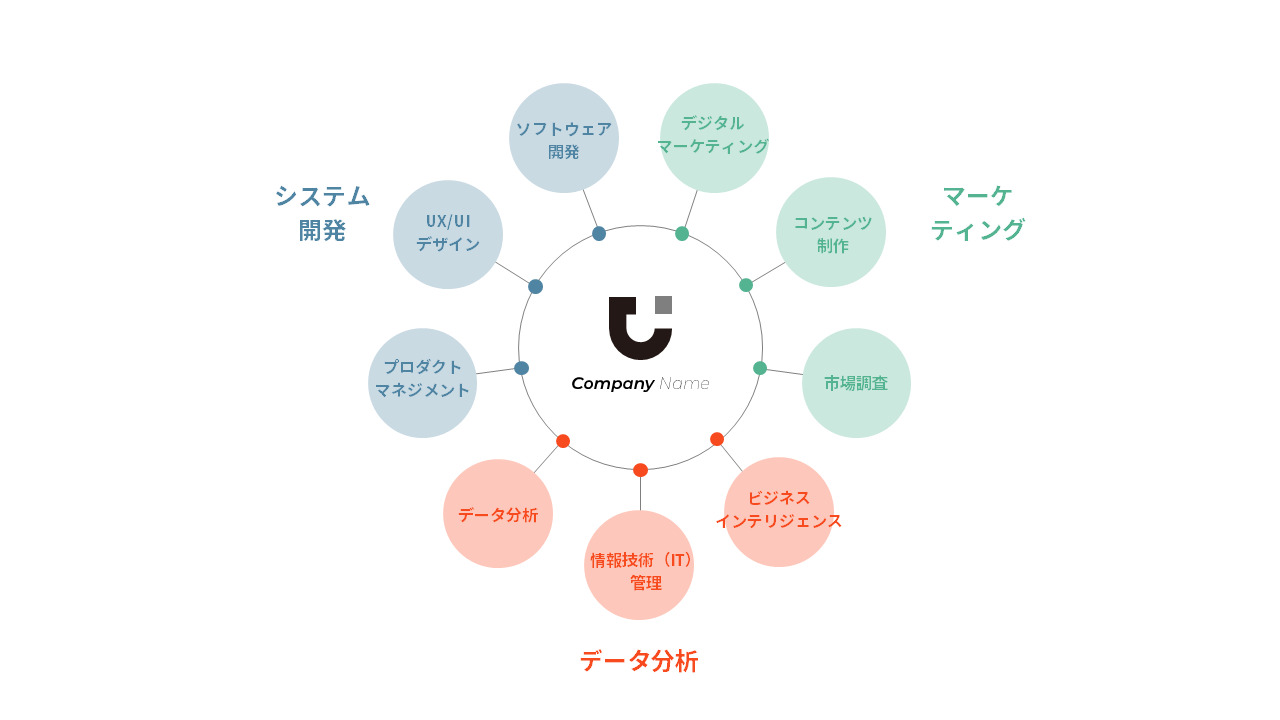 ソフトウェア
開発
デジタル
マーケティング
システム
開発
UX/UI
デザイン
コンテンツ
制作
マーケ
ティング
プロダクト
マネジメント
Company Name
市場調査
データ分析
情報技術（IT）
管理
ビジネス
インテリジェンス
データ分析